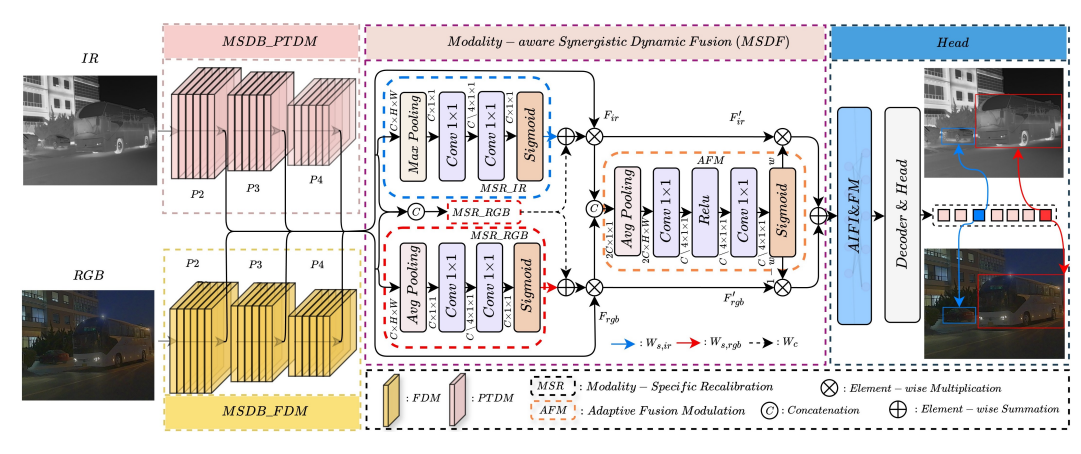 IR
MSDB_PTDM
P2
P3
P4
RGB
P2
P3
P4
MSDB_FDM
Modality-aware Synergistic Dynamic Fusion (MSDF)
C×H×W
Max Pooling
C×1×1
Conv 1×1
C\4×1×1
Conv 1×1
C×1×1
Sigmoid
MSR_IR
C
MSR_RGB
MSR_RGB
C×H×W
Avg Pooling
C×1×1
Conv 1×1
C\4×1×1
Conv 1×1
C×1×1
Sigmoid
F_ir
F'_ir
F_rgb
F'_rgb
C
AFM
2C×1×1
Avg Pooling
2C×H×W
Conv 1×1
C\4×1×1
Relu
C\4×1×1
Conv 1×1
C\4×1×1
Sigmoid
w
: W_s,ir
: W_s,rgb
: W_c
Head
AIFI&FM
Decoder & Head
: FDM
: PTDM
MSR : Modality-Specific Recalibration
AFM : Adaptive Fusion Modulation
: Element-wise Multiplication
C : Concatenation
: Element-wise Summation